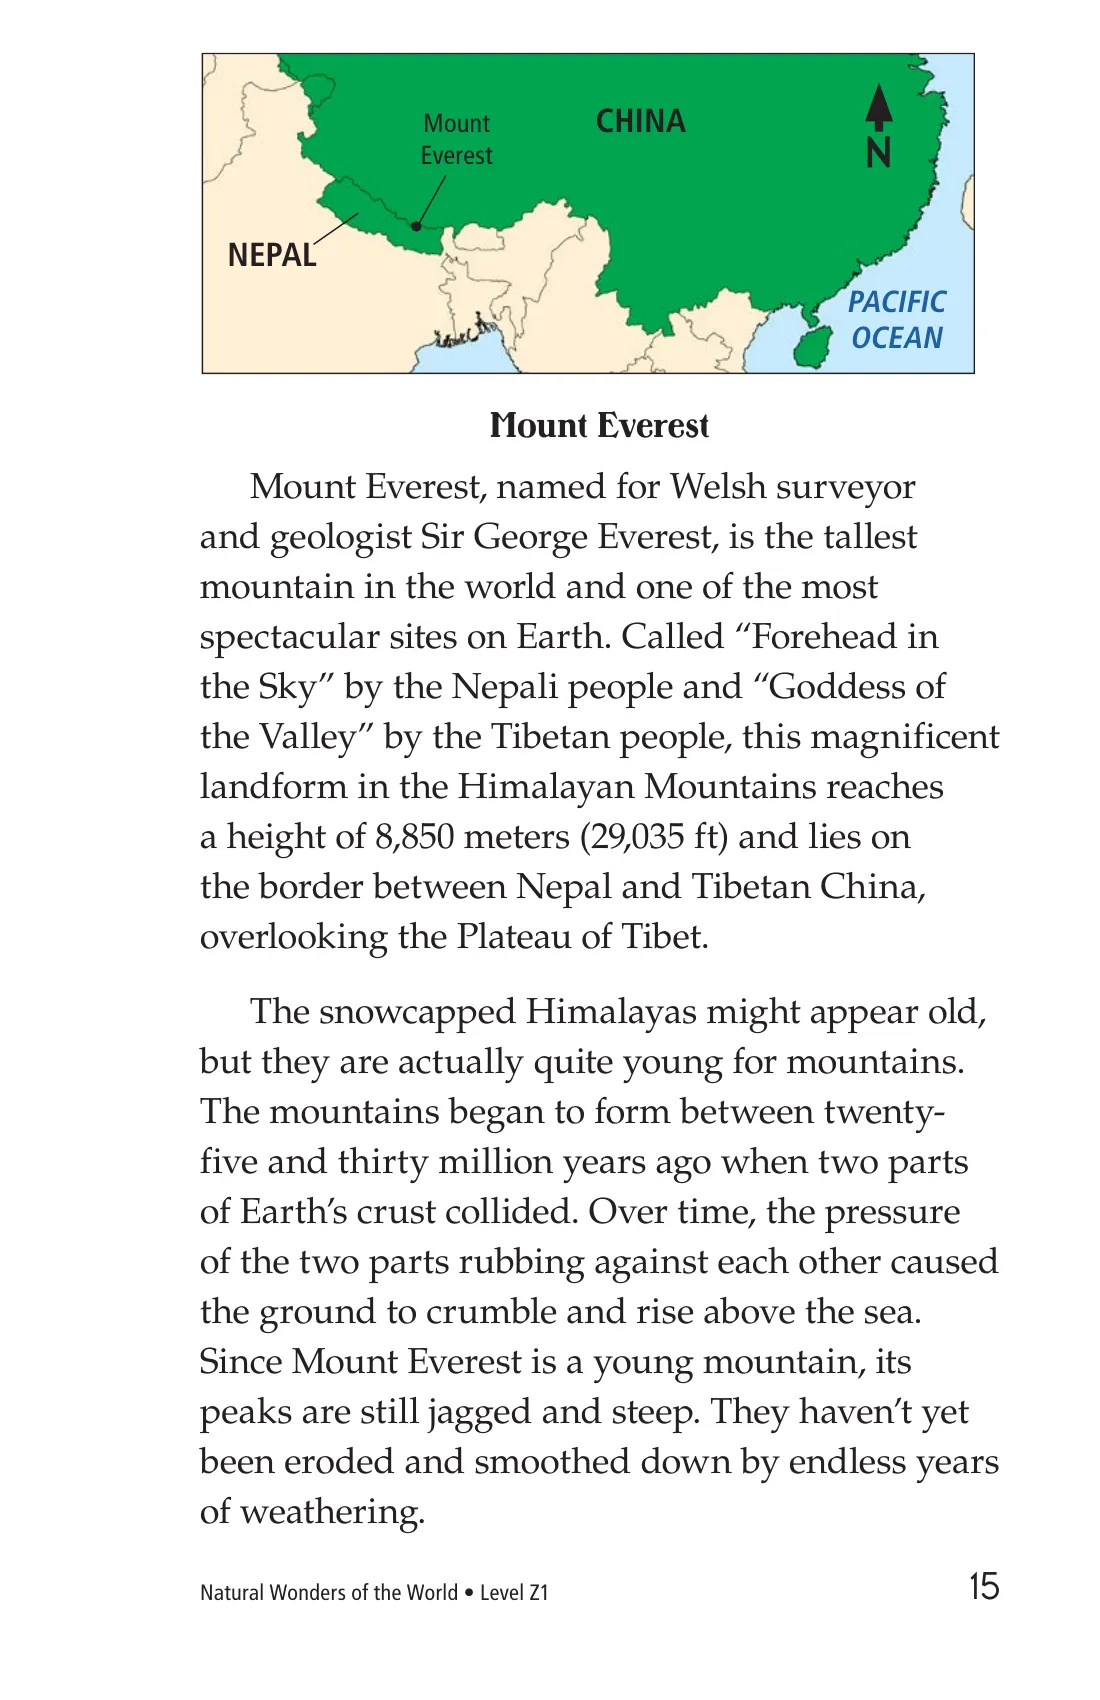 Mount
Everest
CHINA
N
NEPAL
PACIFIC
OCEAN
Mount Everest
Mount Everest, named for Welsh surveyor
and geologist Sir George Everest, is the tallest
mountain in the world and one of the most
spectacular sites on Earth. Called “Forehead in
the Sky” by the Nepali people and “Goddess of
the Valley” by the Tibetan people, this magnificent
landform in the Himalayan Mountains reaches
a height of 8,850 meters (29,035 ft) and lies on
the border between Nepal and Tibetan China,
overlooking the Plateau of Tibet.
The snowcapped Himalayas might appear old,
but they are actually quite young for mountains.
The mountains began to form between twenty-
five and thirty million years ago when two parts
of Earth’s crust collided. Over time, the pressure
of the two parts rubbing against each other caused
the ground to crumble and rise above the sea.
Since Mount Everest is a young mountain, its
peaks are still jagged and steep. They haven’t yet
been eroded and smoothed down by endless years
of weathering.
Natural Wonders of the World • Level Z1
15